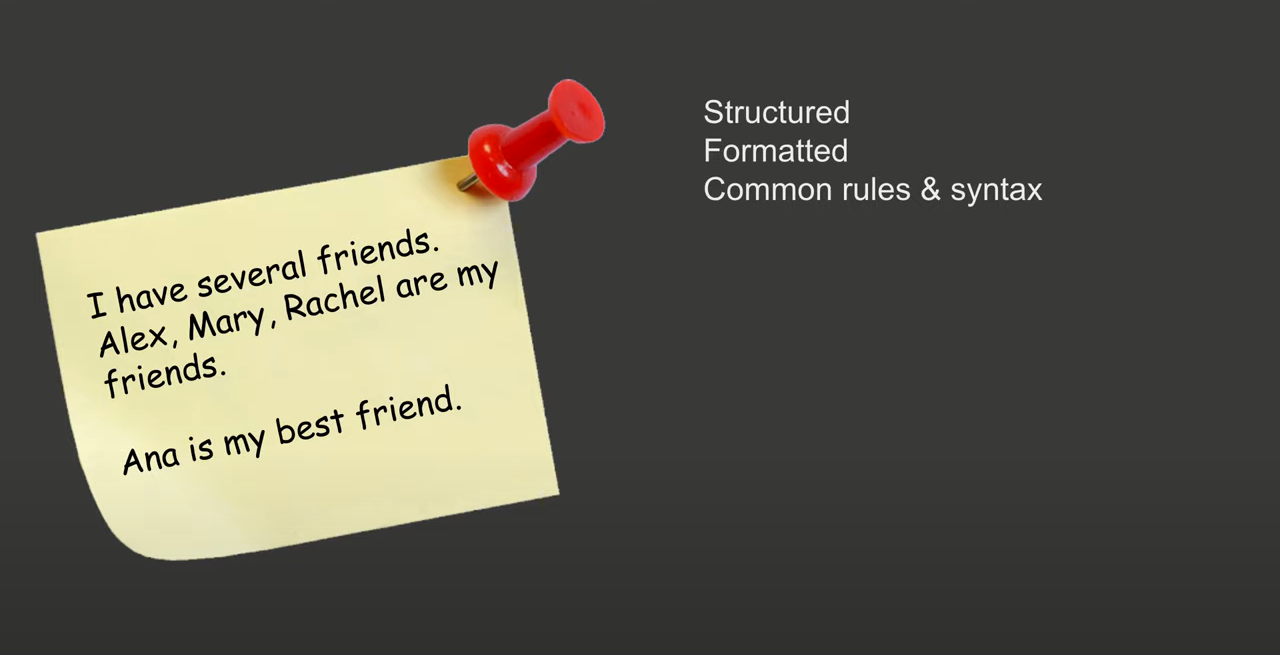 I have several friends.
Alex, Mary, Rachel are my
friends.
Ana is my best friend.
Structured
Formatted
Common rules & syntax